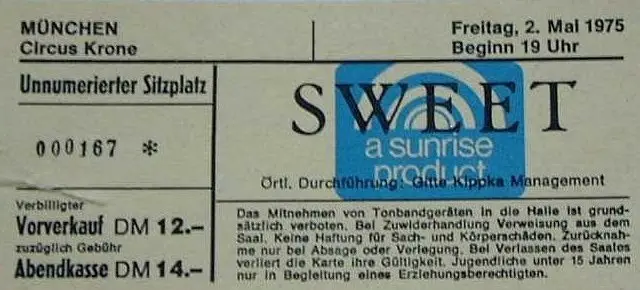 MÜNCHEN
Circus Krone
Freitag, 2. Mai 1975
Beginn 19 Uhr
Unnumerierter Sitzplatz
000167 *
SWEET
a sunrise
product
Örtl. Durchführung: Gitte Kippka Management
Verbilligter
Vorverkauf DM 12.–
zuzüglich Gebühr
Abendkasse DM 14.–
Das Mitnehmen von Tonbandgeräten in die Halle ist grund-
sätzlich verboten. Bei Zuwiderhandlung Verweisung aus dem
Saal. Keine Haftung für Sach- und Körperschäden. Zurücknah-
me nur bei Absage oder Verlegung. Bei Verlassen des Saales
verliert die Karte ihre Gültigkeit. Jugendliche unter 15 Jahren
nur in Begleitung eines Erziehungsberechtigten.